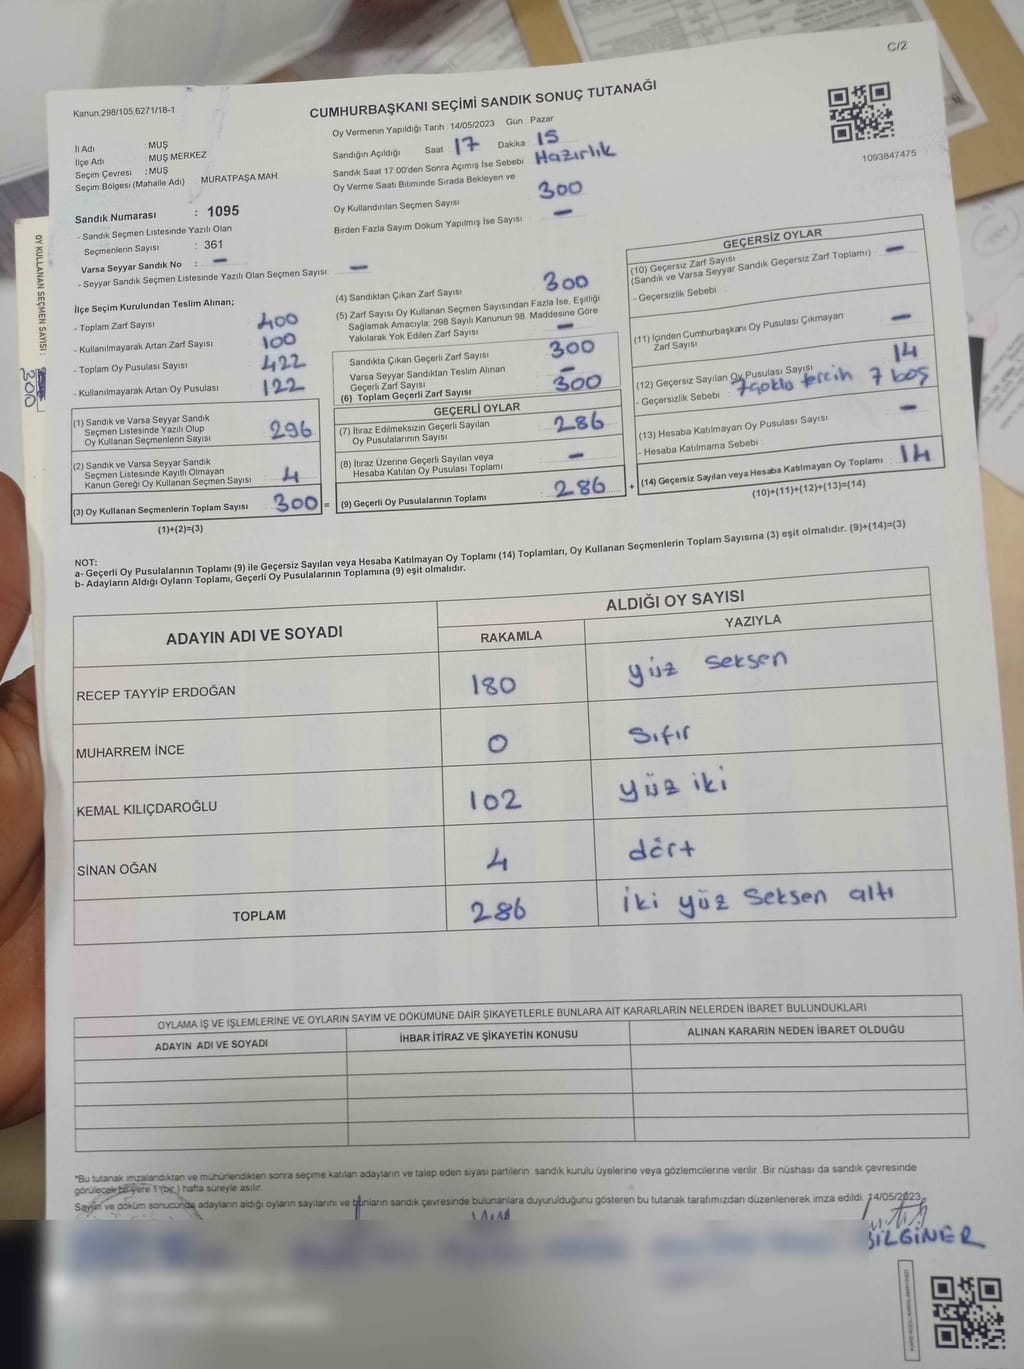 C/2
Kanun,298/105,6271/18-1
CUMHURBAŞKANI SEÇİMİ SANDIK SONUÇ TUTANAĞI
Oy Vermenin Yapıldığı Tarih 14/05/2023 Gün Pazar
İl Adı : MUŞ
İlçe Adı : MUŞ MERKEZ
Seçim Çevresi : MUŞ
Seçim Bölgesi (Mahalle Adı) : MURATPAŞA MAH
Sandık Numarası : 1095
- Sandık Seçmen Listesinde Yazılı Olan
Seçmenlerin Sayısı : 361
Varsa Seyyar Sandık No : –
- Seyyar Sandık Seçmen Listesinde Yazılı Olan Seçmen Sayısı: –
Sandığın Açıldığı Saat 17 Dakika 15
Sandık Saat 17:00'den Sonra Açımış İse Sebebi Hazırlık
Oy Verme Saati Bitiminde Sırada Bekleyen ve
Oy Kullandırılan Seçmen Sayısı 300
Birden Fazla Sayım Döküm Yapılmış İse Sayısı –
1093847475
OY KULLANAN SEÇMEN SAYISI :
300
İlçe Seçim Kurulundan Teslim Alınan;
- Toplam Zarf Sayısı : 400
- Kullanılmayarak Artan Zarf Sayısı : 100
- Toplam Oy Pusulası Sayısı : 422
- Kullanılmayarak Artan Oy Pusulası : 122
(1) Sandık ve Varsa Seyyar Sandık
Seçmen Listesinde Yazılı Olup
Oy Kullanan Seçmenlerin Sayısı : 296
(2) Sandık ve Varsa Seyyar Sandık
Seçmen Listesinde Kayıtlı Olmayan
Kanun Gereği Oy Kullanan Seçmen Sayısı : 4
(3) Oy Kullanan Seçmenlerin Toplam Sayısı : 300 =
(1)+(2)=(3)
(4) Sandıktan Çıkan Zarf Sayısı : 300
(5) Zarf Sayısı Oy Kullanan Seçmen Sayısından Fazla İse, Eşitliği
Sağlamak Amacıyla, 298 Sayılı Kanunun 98. Maddesine Göre
Yakılarak Yok Edilen Zarf Sayısı : –
Sandıkta Çıkan Geçerli Zarf Sayısı : 300
Varsa Seyyar Sandıktan Teslim Alınan
Geçerli Zarf Sayısı : –
(6) Toplam Geçerli Zarf Sayısı : 300
GEÇERLİ OYLAR
(7) İtiraz Edilmeksizin Geçerli Sayılan
Oy Pusulalarının Sayısı : 286
(8) İtiraz Üzerine Geçerli Sayılan veya
Hesaba Katılan Oy Pusulası Toplamı : –
(9) Geçerli Oy Pusulalarının Toplamı : 286 +
GEÇERSİZ OYLAR
(10) Geçersiz Zarf Sayısı
(Sandık ve Varsa Seyyar Sandık Geçersiz Zarf Toplamı) : –
- Geçersizlik Sebebi :
(11) İçinden Cumhurbaşkanı Oy Pusulası Çıkmayan
Zarf Sayısı : –
(12) Geçersiz Sayılan Oy Pusulası Sayısı : 14
- Geçersizlik Sebebi : 7 çoklu tercih 7 boş
(13) Hesaba Katılmayan Oy Pusulası Sayısı : –
- Hesaba Katılmama Sebebi :
(14) Geçersiz Sayılan veya Hesaba Katılmayan Oy Toplamı : 14
(10)+(11)+(12)+(13)=(14)
NOT:
a- Geçerli Oy Pusulalarının Toplamı (9) ile Geçersiz Sayılan veya Hesaba Katılmayan Oy Toplamı (14) Toplamları, Oy Kullanan Seçmenlerin Toplam Sayısına (3) eşit olmalıdır. (9)+(14)=(3)
b- Adayların Aldığı Oyların Toplamı, Geçerli Oy Pusulalarının Toplamına (9) eşit olmalıdır.
ADAYIN ADI VE SOYADI ALDIĞI OY SAYISI
RAKAMLA YAZIYLA
RECEP TAYYİP ERDOĞAN 180 yüz seksen
MUHARREM İNCE 0 sıfır
KEMAL KILIÇDAROĞLU 102 yüz iki
SİNAN OĞAN 4 dört
TOPLAM 286 iki yüz seksen altı
OYLAMA İŞ VE İŞLEMLERİNE VE OYLARIN SAYIM VE DÖKÜMÜNE DAİR ŞİKAYETLERLE BUNLARA AİT KARARLARIN NELERDEN İBARET BULUNDUKLARI
ADAYIN ADI VE SOYADI İHBAR İTİRAZ VE ŞİKAYETİN KONUSU ALINAN KARARIN NEDEN İBARET OLDUĞU
*Bu tutanak imzalandıktan ve mühürlendikten sonra seçime katılan adayların ve talep eden siyasi partilerin sandık kurulu üyelerine veya gözlemcilerine verilir. Bir nüshası da sandık çevresinde
görülecek bir yere 1 (bir) hafta süreyle asılır.
Sayım ve döküm sonucunda adayların aldığı oyların sayılarını ve bunların sandık çevresinde bulunanlara duyurulduğunu gösteren bu tutanak tarafımızdan düzenlenerek imza edildi. 14/05/2023
BİLGİNER